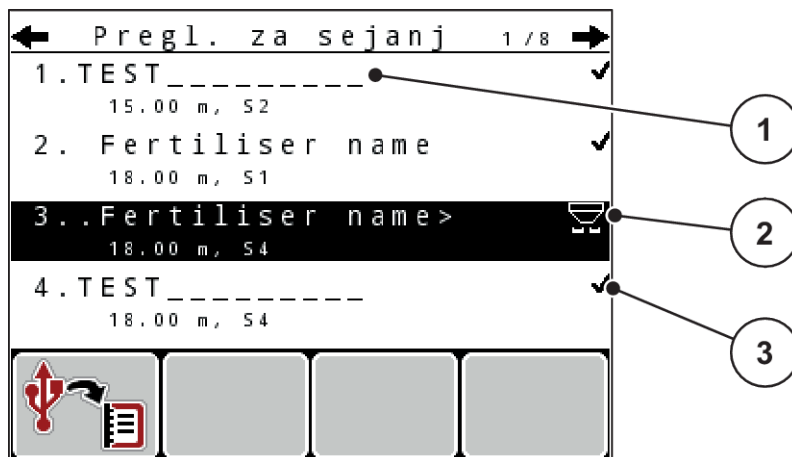 Pregl. za sejanj 1/8
1.TEST_________
15.00 m, S2
2. Fertiliser name
18.00 m, S1
3..Fertiliser name>
18.00 m, S4
4.TEST_________
18.00 m, S4
1
2
3